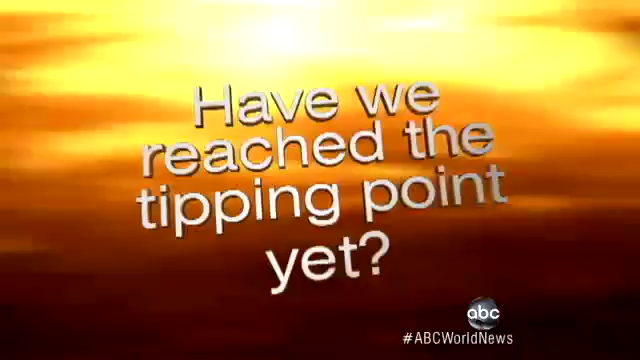 Have we
reached the
tipping point
yet?
abc
#ABCWorldNews